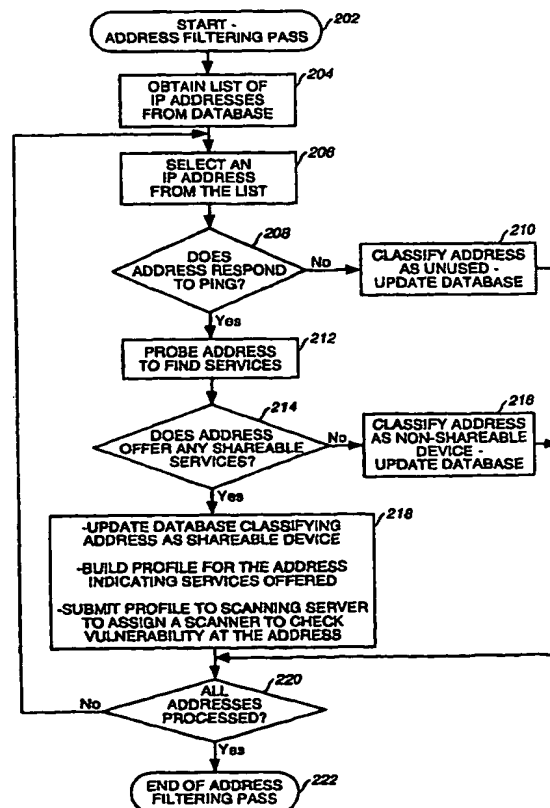 START -
ADDRESS FILTERING PASS
202
204
OBTAIN LIST OF
IP ADDRESSES
FROM DATABASE
206
SELECT AN
IP ADDRESS
FROM THE LIST
208
DOES
ADDRESS RESPOND
TO PING?
No
210
CLASSIFY ADDRESS
AS UNUSED -
UPDATE DATABASE
Yes
212
PROBE ADDRESS
TO FIND SERVICES
214
DOES ADDRESS
OFFER ANY SHAREABLE
SERVICES?
No
216
CLASSIFY ADDRESS
AS NON-SHAREABLE
DEVICE -
UPDATE DATABASE
Yes
218
-UPDATE DATABASE CLASSIFYING
ADDRESS AS SHAREABLE DEVICE
-BUILD PROFILE FOR THE ADDRESS
INDICATING SERVICES OFFERED
-SUBMIT PROFILE TO SCANNING SERVER
TO ASSIGN A SCANNER TO CHECK
VULNERABILITY AT THE ADDRESS
220
ALL
ADDRESSES
PROCESSED?
No
Yes
222
END OF ADDRESS
FILTERING PASS